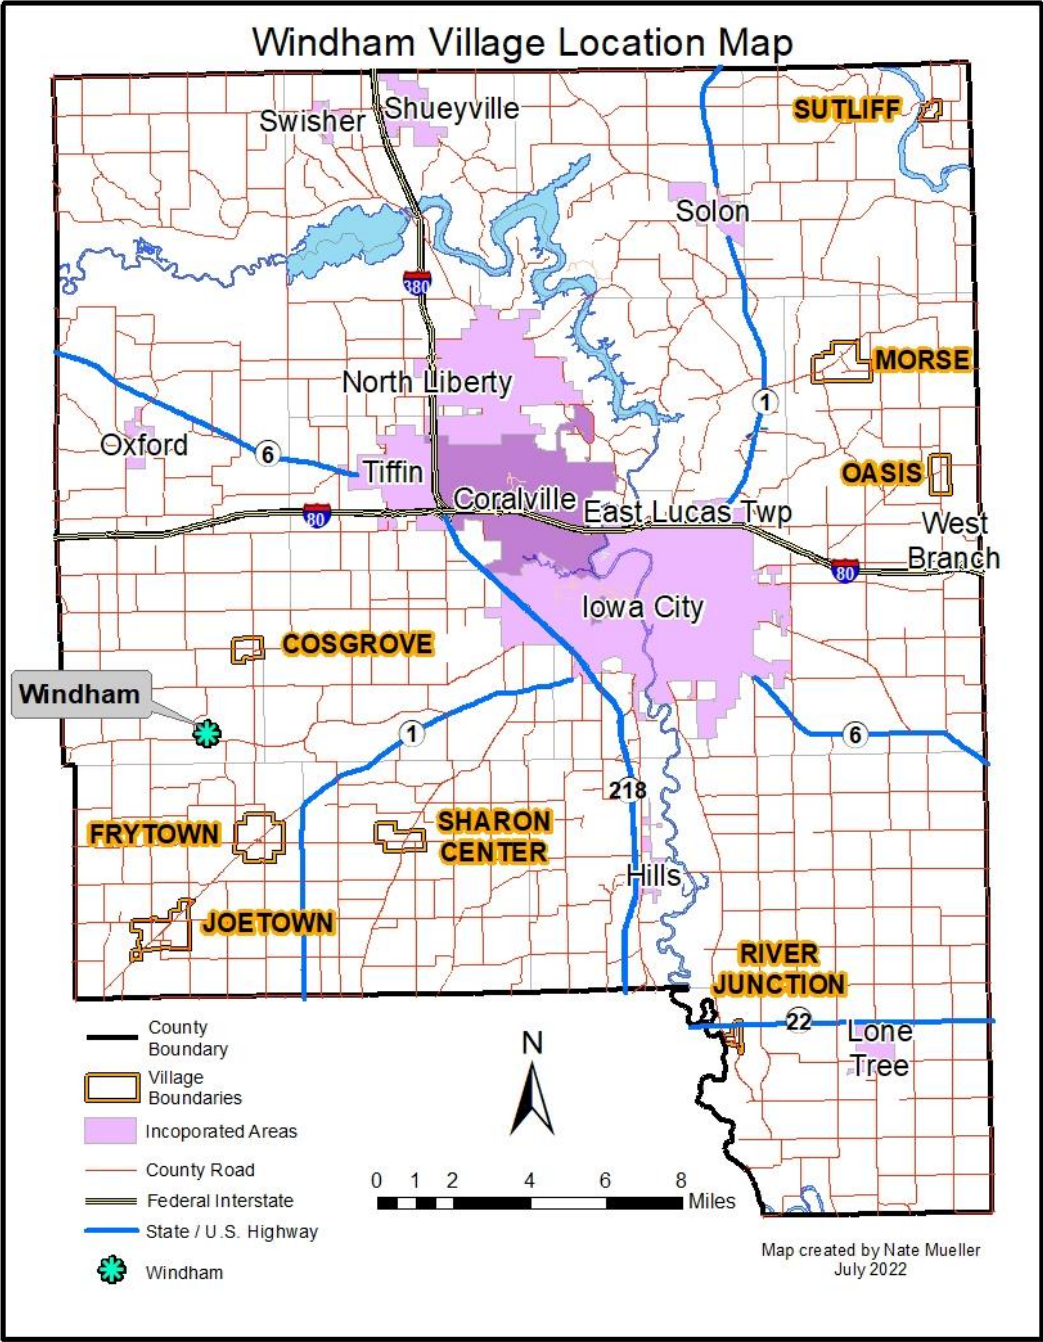 Windham Village Location Map
SUTLIFF
Shueyville
Swisher
Solon
380
MORSE
North Liberty
1
Oxford
6
Tiffin
OASIS
Coralville
80
East Lucas Twp
West
Branch
80
Iowa City
COSGROVE
Windham
1
6
218
FRYTOWN
SHARON
CENTER
Hills
JOETOWN
RIVER
JUNCTION
22
Lone
Tree
County
Boundary
Village
Boundaries
Incoporated Areas
County Road
Federal Interstate
State / U.S. Highway
Windham
N
0 1 2 4 6 8
Miles
Map created by Nate Mueller
July 2022